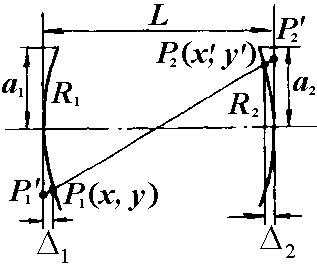 L
P₂′
P₂(x′, y′)
a₁
R₁
R₂
a₂
P₁′
P₁(x, y)
Δ₁
Δ₂